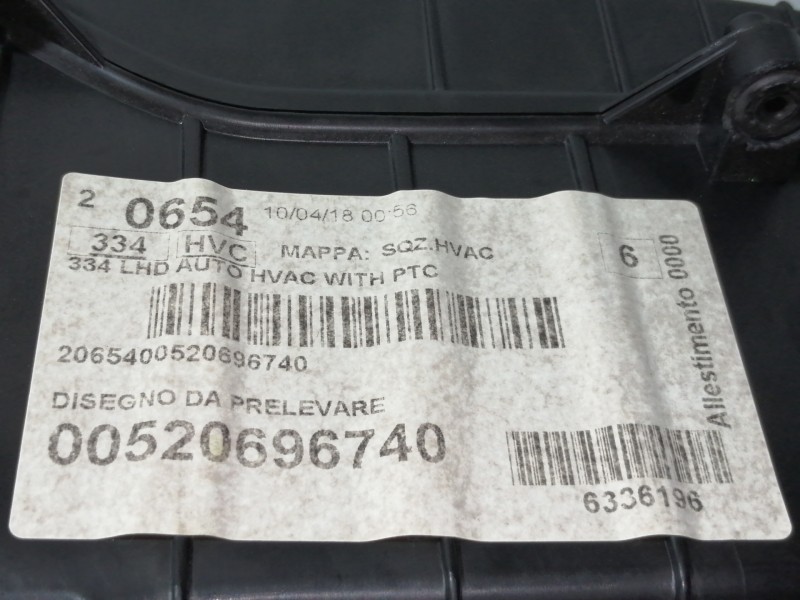 2 0654 10/04/18 00:56
334 HVC MAPPA: SQZ.HVAC 6
334 LHD AUTO HVAC WITH PTC
2065400520696740
DISEGNO DA PRELEVARE
00520696740
6336196
Allestimento 0000